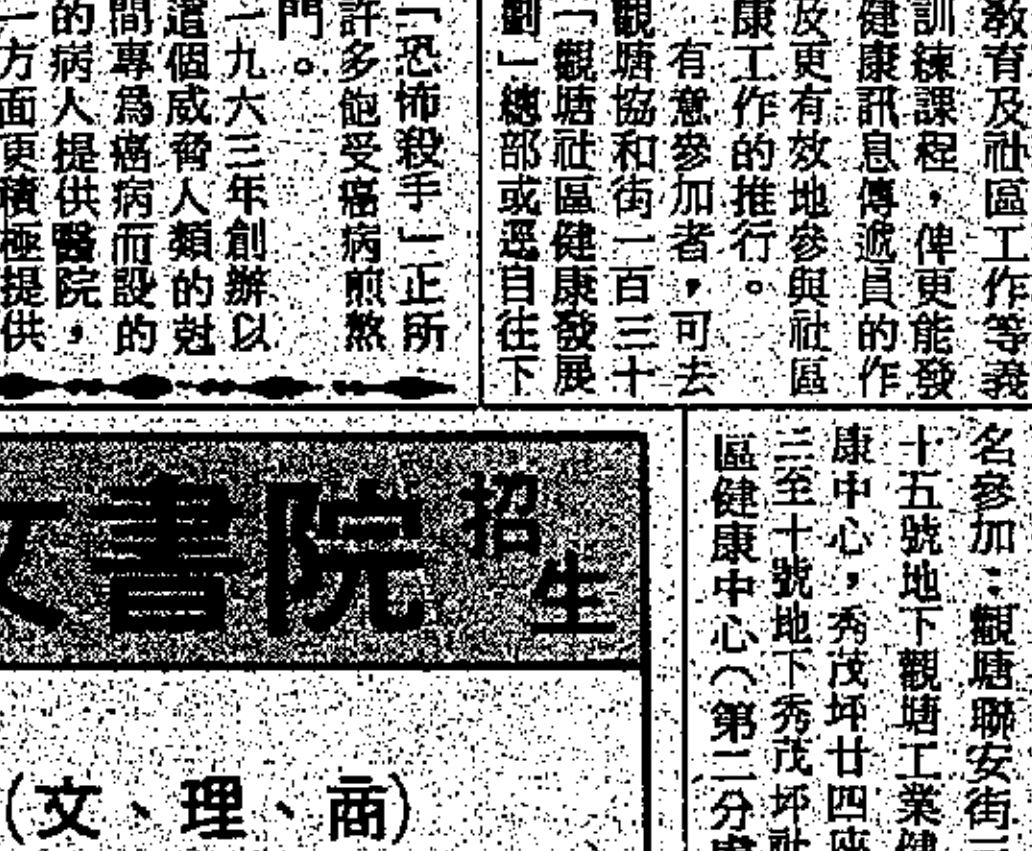 教育及社區工作等義
訓練課程，俾更能發
健康訊息傳遞員的作
及更有效地參與社區
康工作的推行。
有意參加者，可去
觀塘協和街一百三十
「觀塘社區健康發展
劃」總部或逕自往下
名參加：觀塘聯安街
十五號地下觀塘工業健
康中心，秀茂坪廿四座
三至十號地下秀茂坪社
區健康中心（第二分
「恐怖殺手」正所
許多飽受癌病煎熬
門。
一九六三年創辦以
這個威脅人類的尅
間專為癌病而設的
的病人提供醫院，
一方面更積極提供
文書院 招生
(文、理、商)